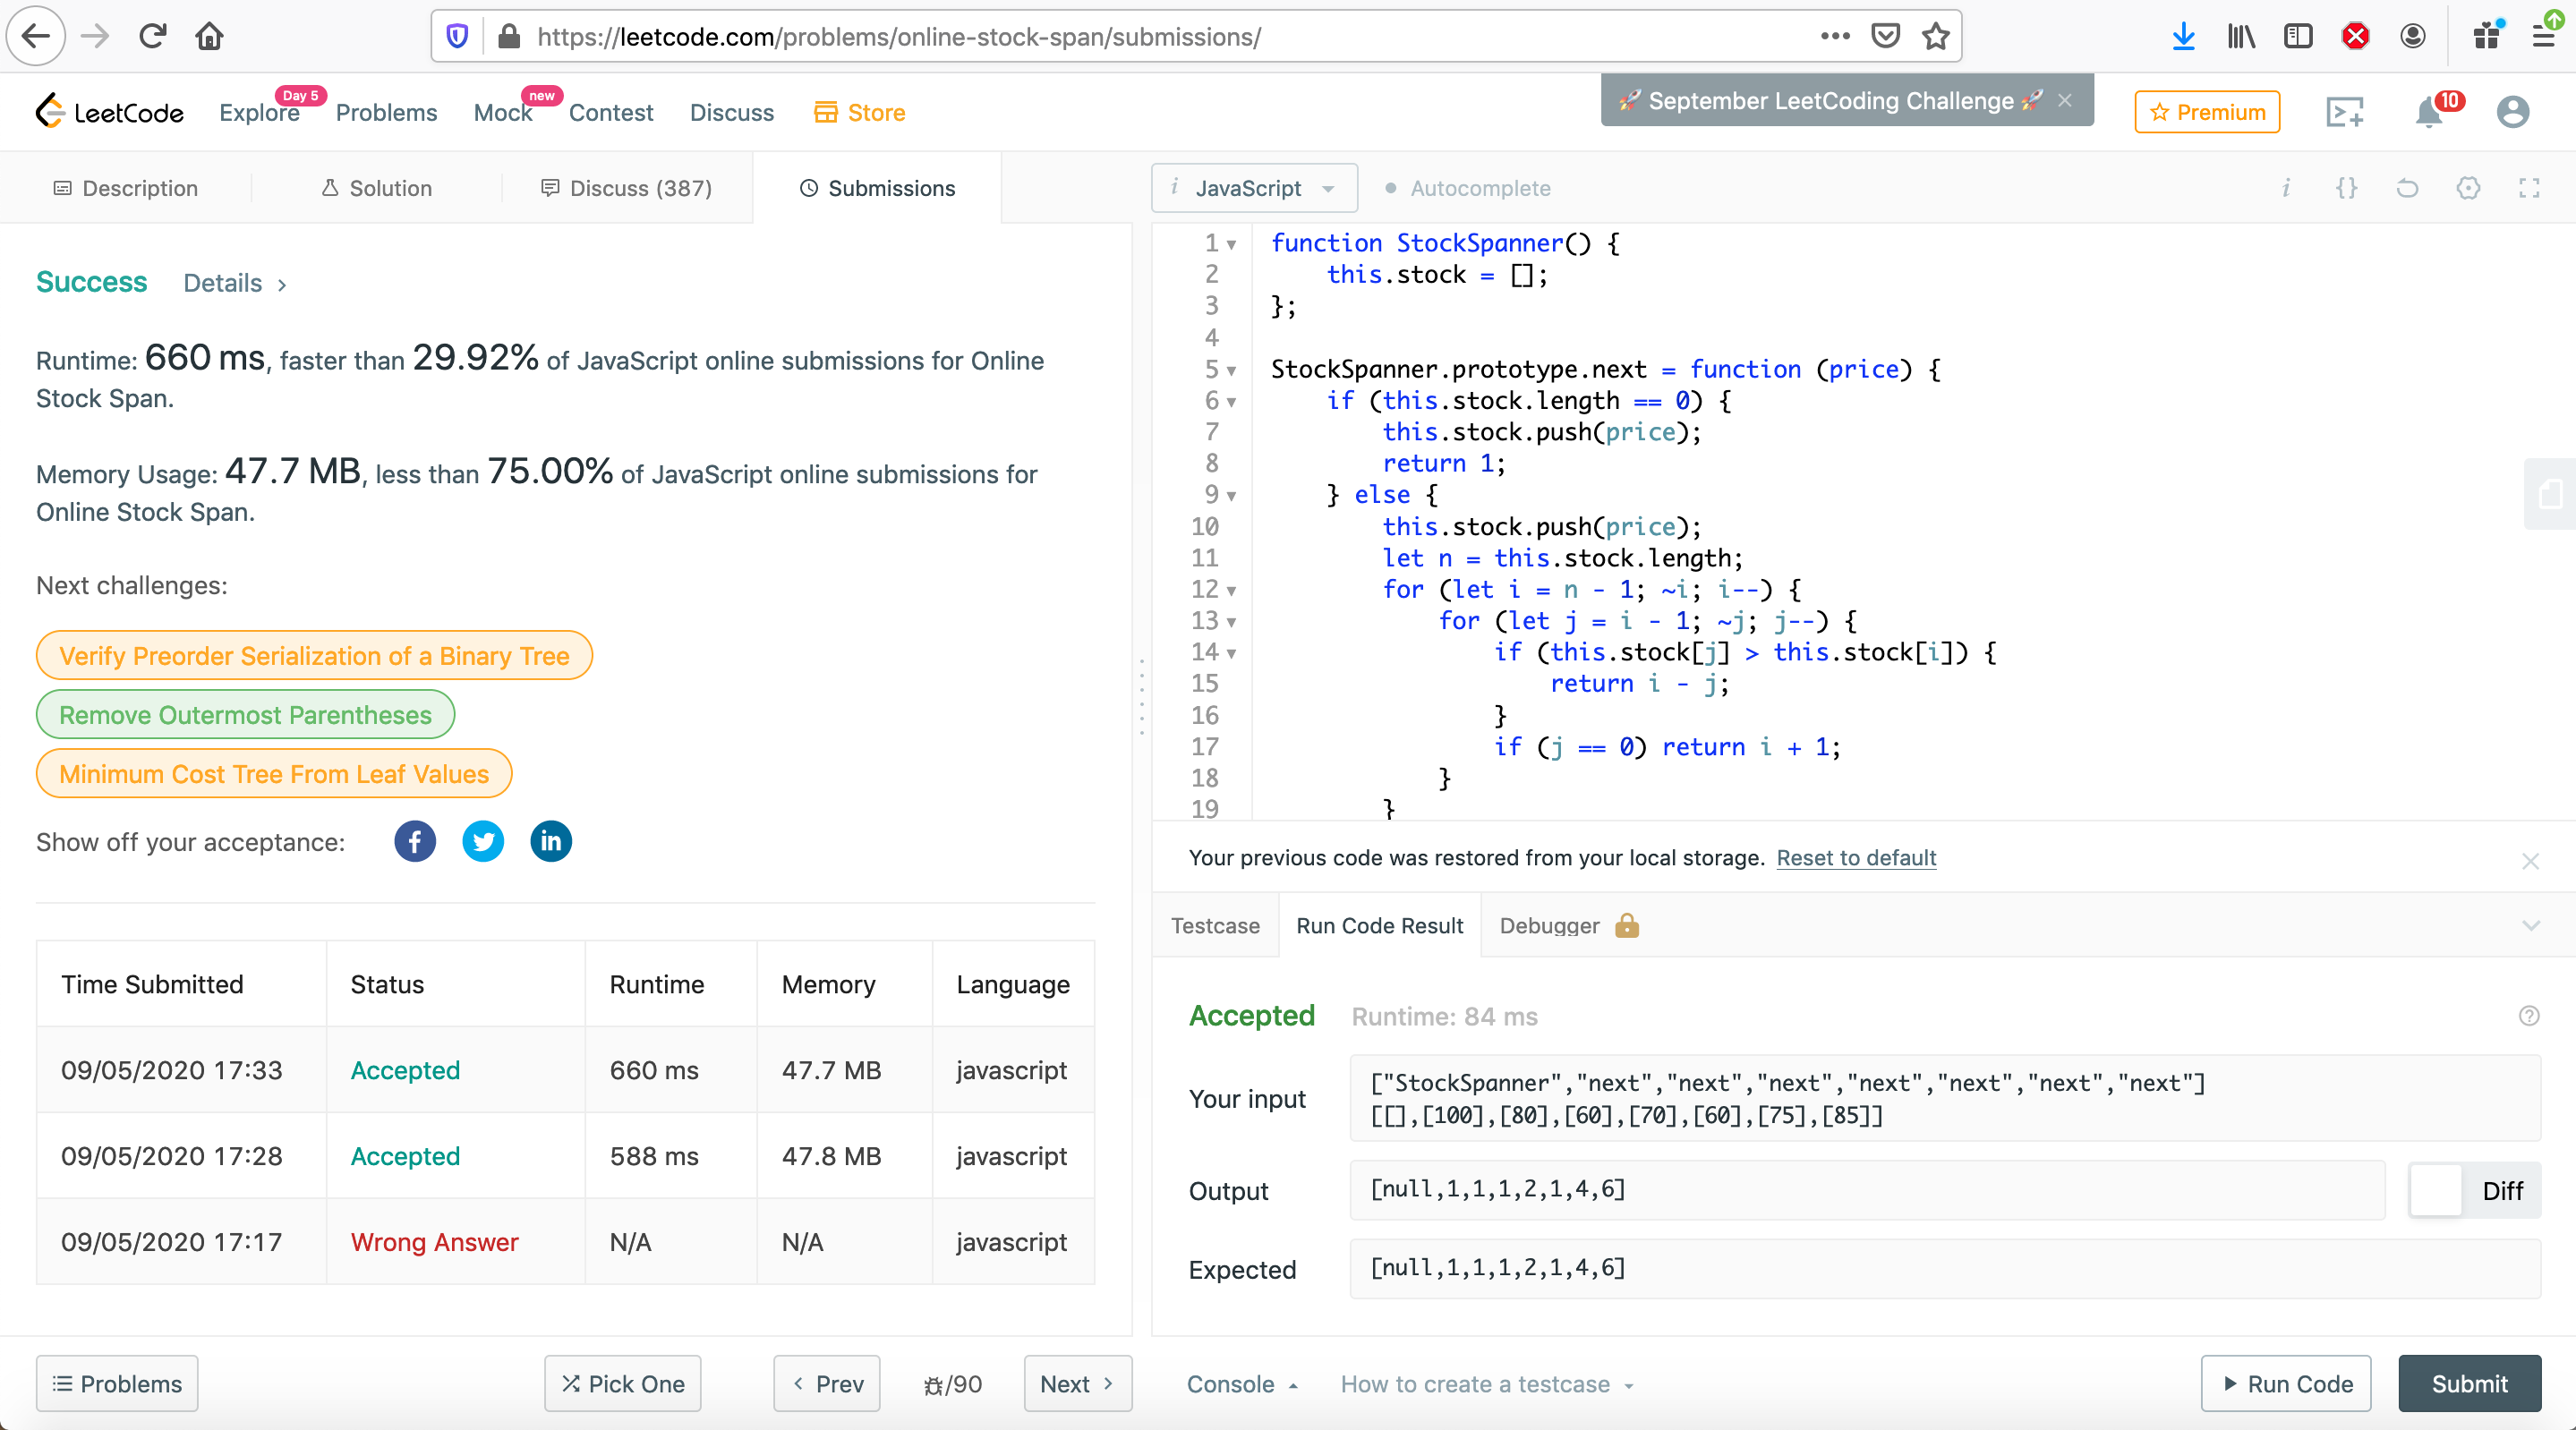 https://leetcode.com/problems/online-stock-span/submissions/
LeetCode
Explore
Day 5
Problems
Mock
new
Contest
Discuss
Store
🚀 September LeetCoding Challenge 🚀
Premium
10
Description
Solution
Discuss (387)
Submissions
i JavaScript
Autocomplete
Success Details
Runtime: 660 ms, faster than 29.92% of JavaScript online submissions for Online
Stock Span.
Memory Usage: 47.7 MB, less than 75.00% of JavaScript online submissions for
Online Stock Span.
Next challenges:
Verify Preorder Serialization of a Binary Tree
Remove Outermost Parentheses
Minimum Cost Tree From Leaf Values
Show off your acceptance:
Time Submitted Status Runtime Memory Language
09/05/2020 17:33 Accepted 660 ms 47.7 MB javascript
09/05/2020 17:28 Accepted 588 ms 47.8 MB javascript
09/05/2020 17:17 Wrong Answer N/A N/A javascript
Problems
Pick One
Prev
/90
Next
1 function StockSpanner() {
2 this.stock = [];
3 };
4
5 StockSpanner.prototype.next = function (price) {
6 if (this.stock.length == 0) {
7 this.stock.push(price);
8 return 1;
9 } else {
10 this.stock.push(price);
11 let n = this.stock.length;
12 for (let i = n - 1; ~i; i--) {
13 for (let j = i - 1; ~j; j--) {
14 if (this.stock[j] > this.stock[i]) {
15 return i - j;
16 }
17 if (j == 0) return i + 1;
18 }
19 }
Your previous code was restored from your local storage. Reset to default
Testcase
Run Code Result
Debugger
Accepted Runtime: 84 ms
Your input
["StockSpanner","next","next","next","next","next","next","next"]
[[],[100],[80],[60],[70],[60],[75],[85]]
Output
[null,1,1,1,2,1,4,6]
Diff
Expected
[null,1,1,1,2,1,4,6]
Console
How to create a testcase
Run Code
Submit